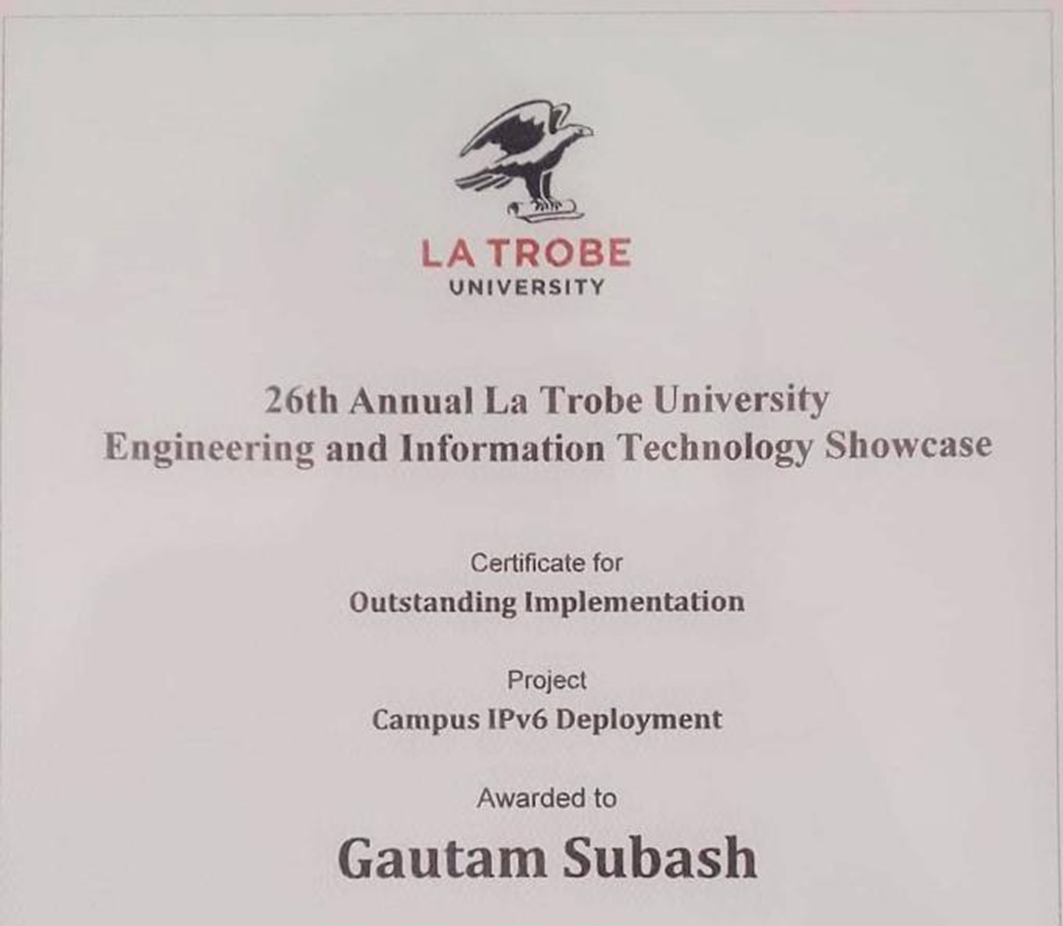 LA TROBE
UNIVERSITY
26th Annual La Trobe University
Engineering and Information Technology Showcase
Certificate for
Outstanding Implementation
Project
Campus IPv6 Deployment
Awarded to
Gautam Subash